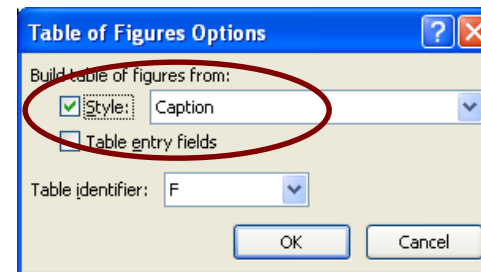 Table of Figures Options
Build table of figures from:
Style: Caption
Table entry fields
Table identifier: F
OK Cancel